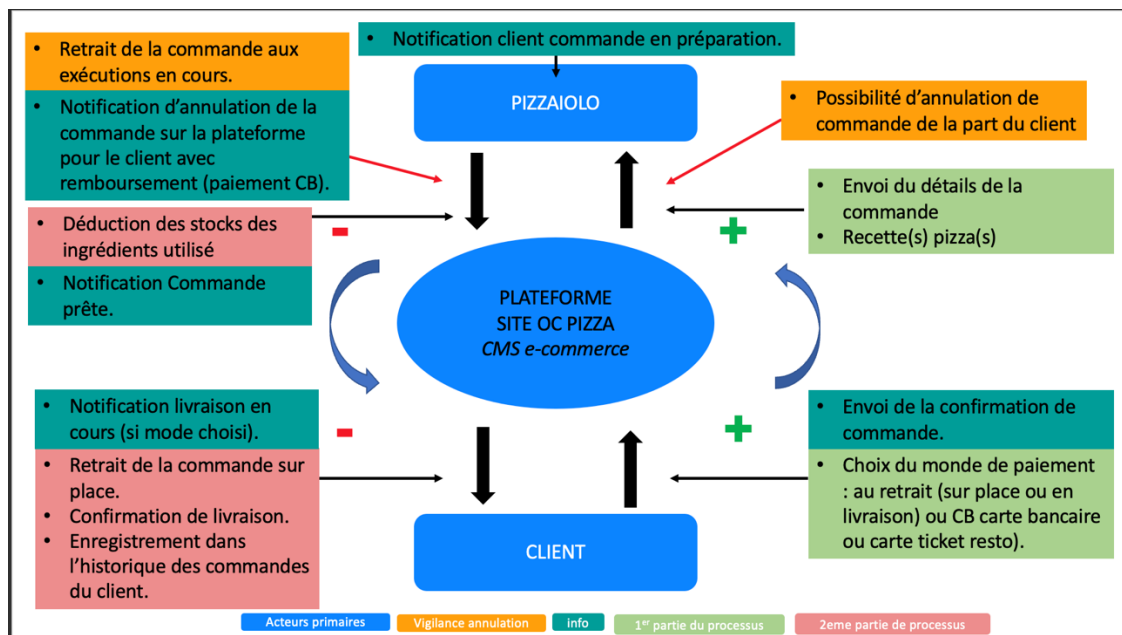 • Retrait de la commande aux
exécutions en cours.
• Notification d'annulation de la
commande sur la plateforme
pour le client avec
remboursement (paiement CB).
• Déduction des stocks des
ingrédients utilisé
• Notification Commande
prête.
• Notification client commande en préparation.
PIZZAIOLO
• Possibilité d'annulation de
commande de la part du client
• Envoi du détails de la
commande
• Recette(s) pizza(s)
-
+
PLATEFORME
SITE OC PIZZA
CMS e-commerce
-
+
• Notification livraison en
cours (si mode choisi).
• Retrait de la commande sur
place.
• Confirmation de livraison.
• Enregistrement dans
l'historique des commandes
du client.
CLIENT
• Envoi de la confirmation de
commande.
• Choix du monde de paiement
: au retrait (sur place ou en
livraison) ou CB carte bancaire
ou carte ticket resto).
Acteurs primaires
Vigilance annulation
info
1er partie du processus
2eme partie de processus